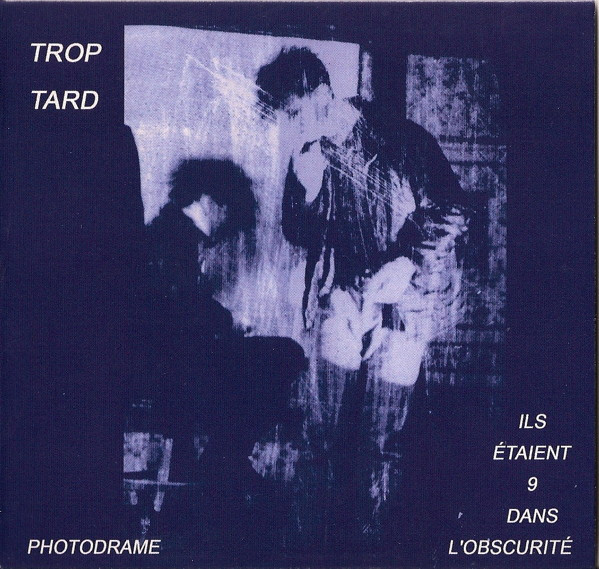 TROP
TARD
ILS
ÉTAIENT
9
DANS
L'OBSCURITÉ
PHOTODRAME